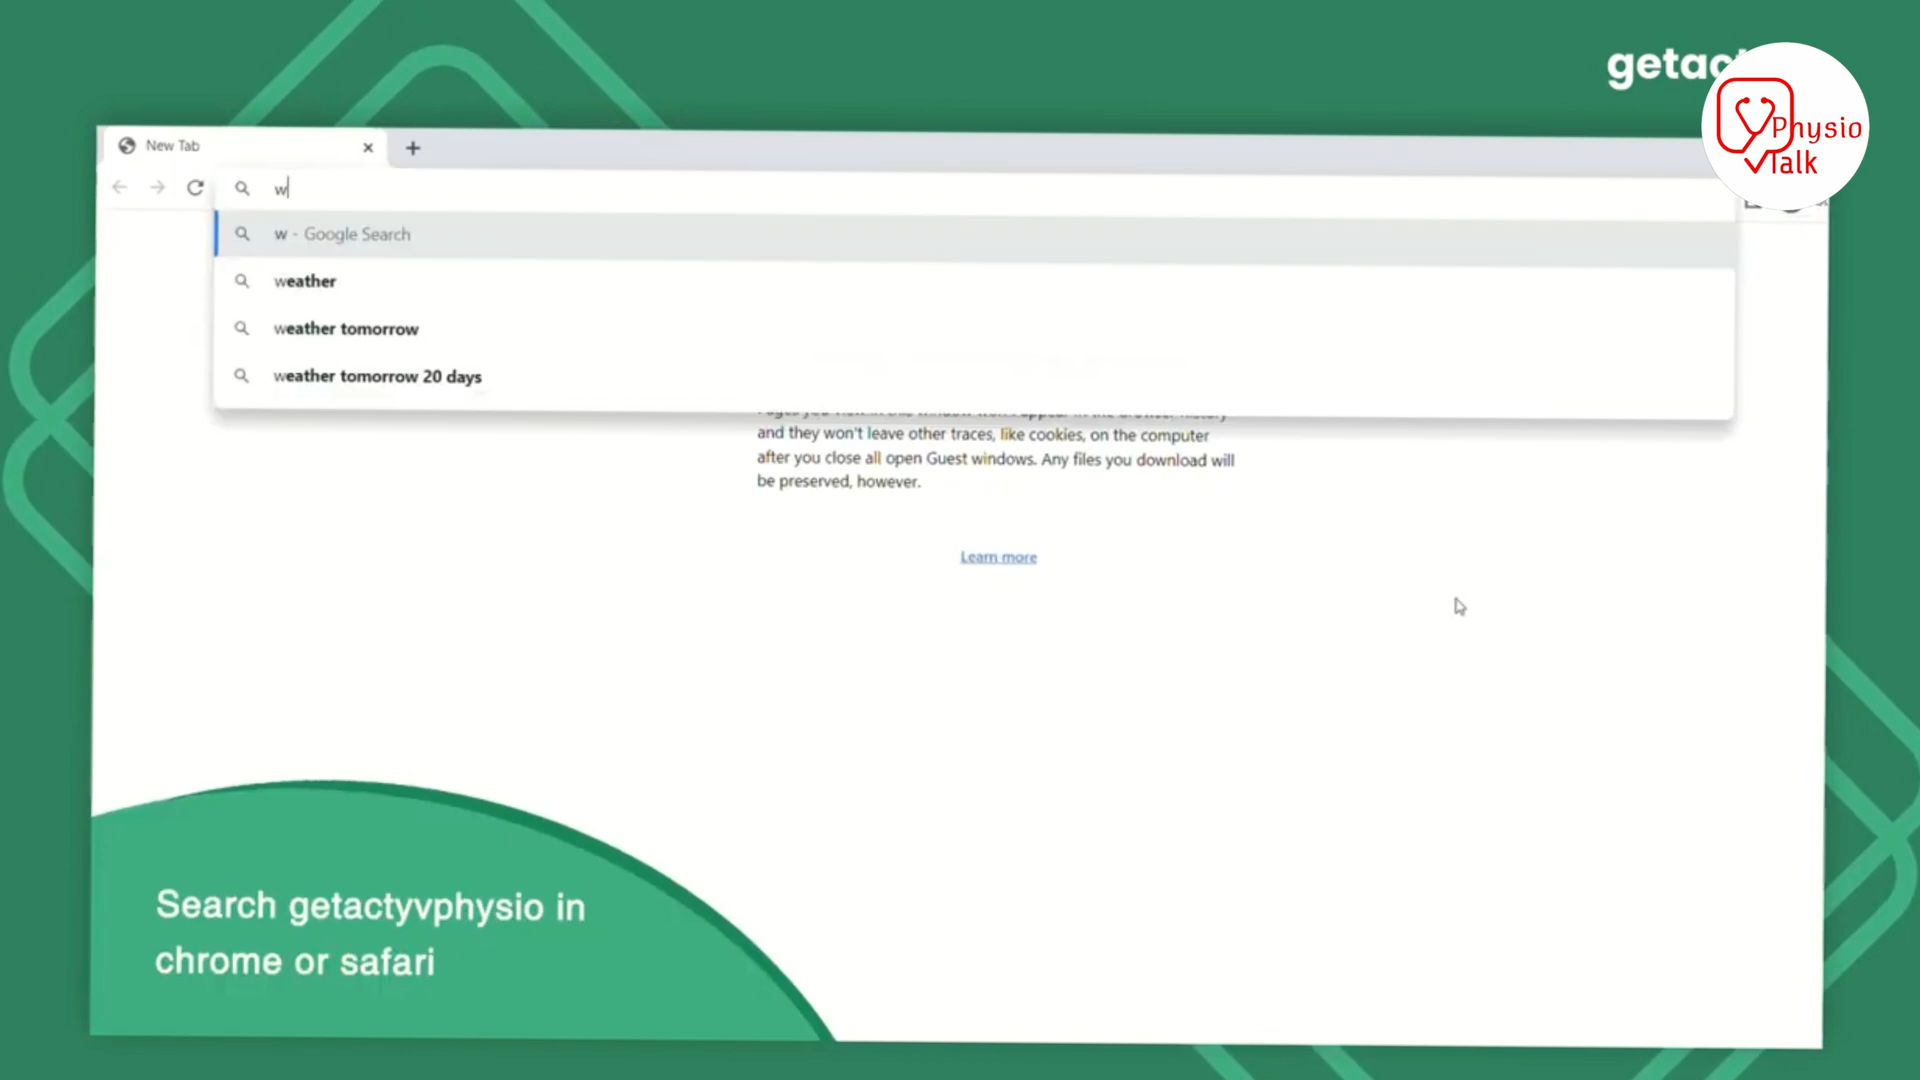 getac
Physio
Talk
New Tab
w
w - Google Search
weather
weather tomorrow
weather tomorrow 20 days
and they won't leave other traces, like cookies, on the computer
after you close all open Guest windows. Any files you download will
be preserved, however.
Learn more
Search getactyvphysio in
chrome or safari